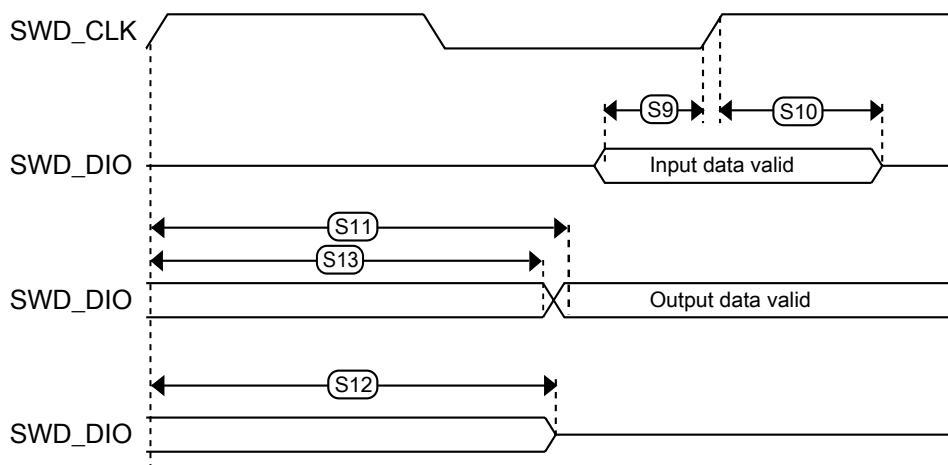 SWD_CLK
S9
S10
SWD_DIO
Input data valid
S11
S13
SWD_DIO
Output data valid
S12
SWD_DIO